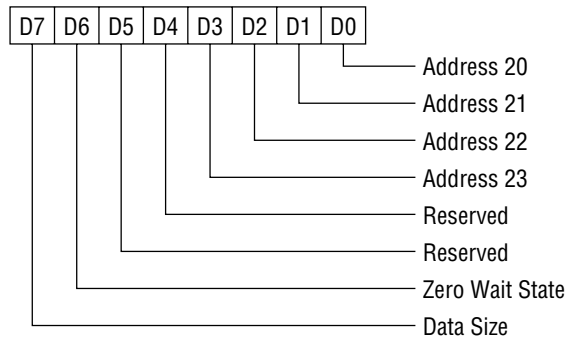 D7 D6 D5 D4 D3 D2 D1 D0
Address 20
Address 21
Address 22
Address 23
Reserved
Reserved
Zero Wait State
Data Size